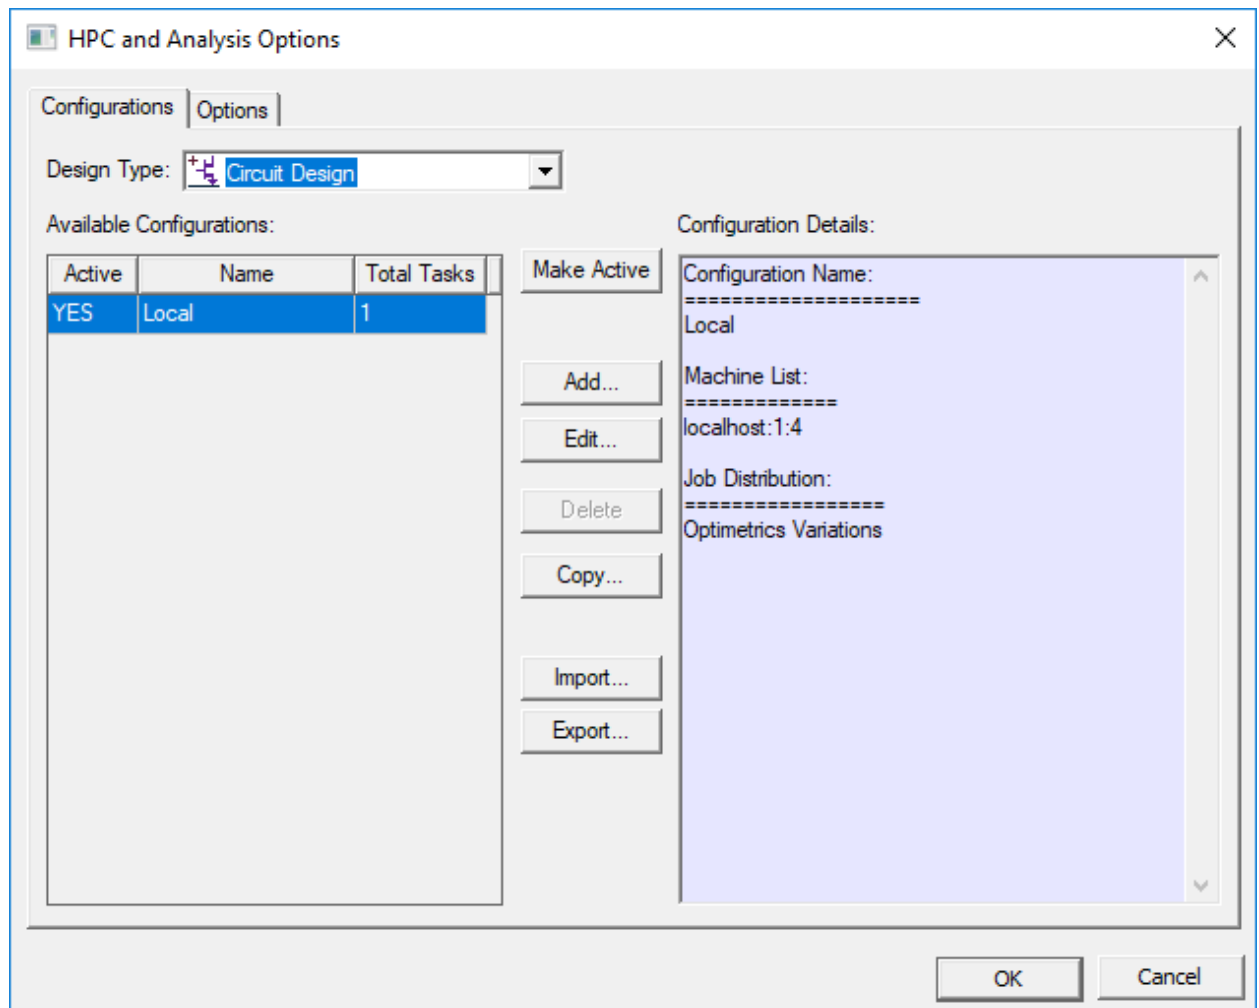 HPC and Analysis Options
Configurations
Options
Design Type:
Circuit Design
Available Configurations:
Active Name Total Tasks
YES Local 1
Make Active
Add...
Edit...
Delete
Copy...
Import...
Export...
Configuration Details:
Configuration Name:
====================
Local
Machine List:
=============
localhost:1:4
Job Distribution:
=================
Optimetrics Variations
OK
Cancel